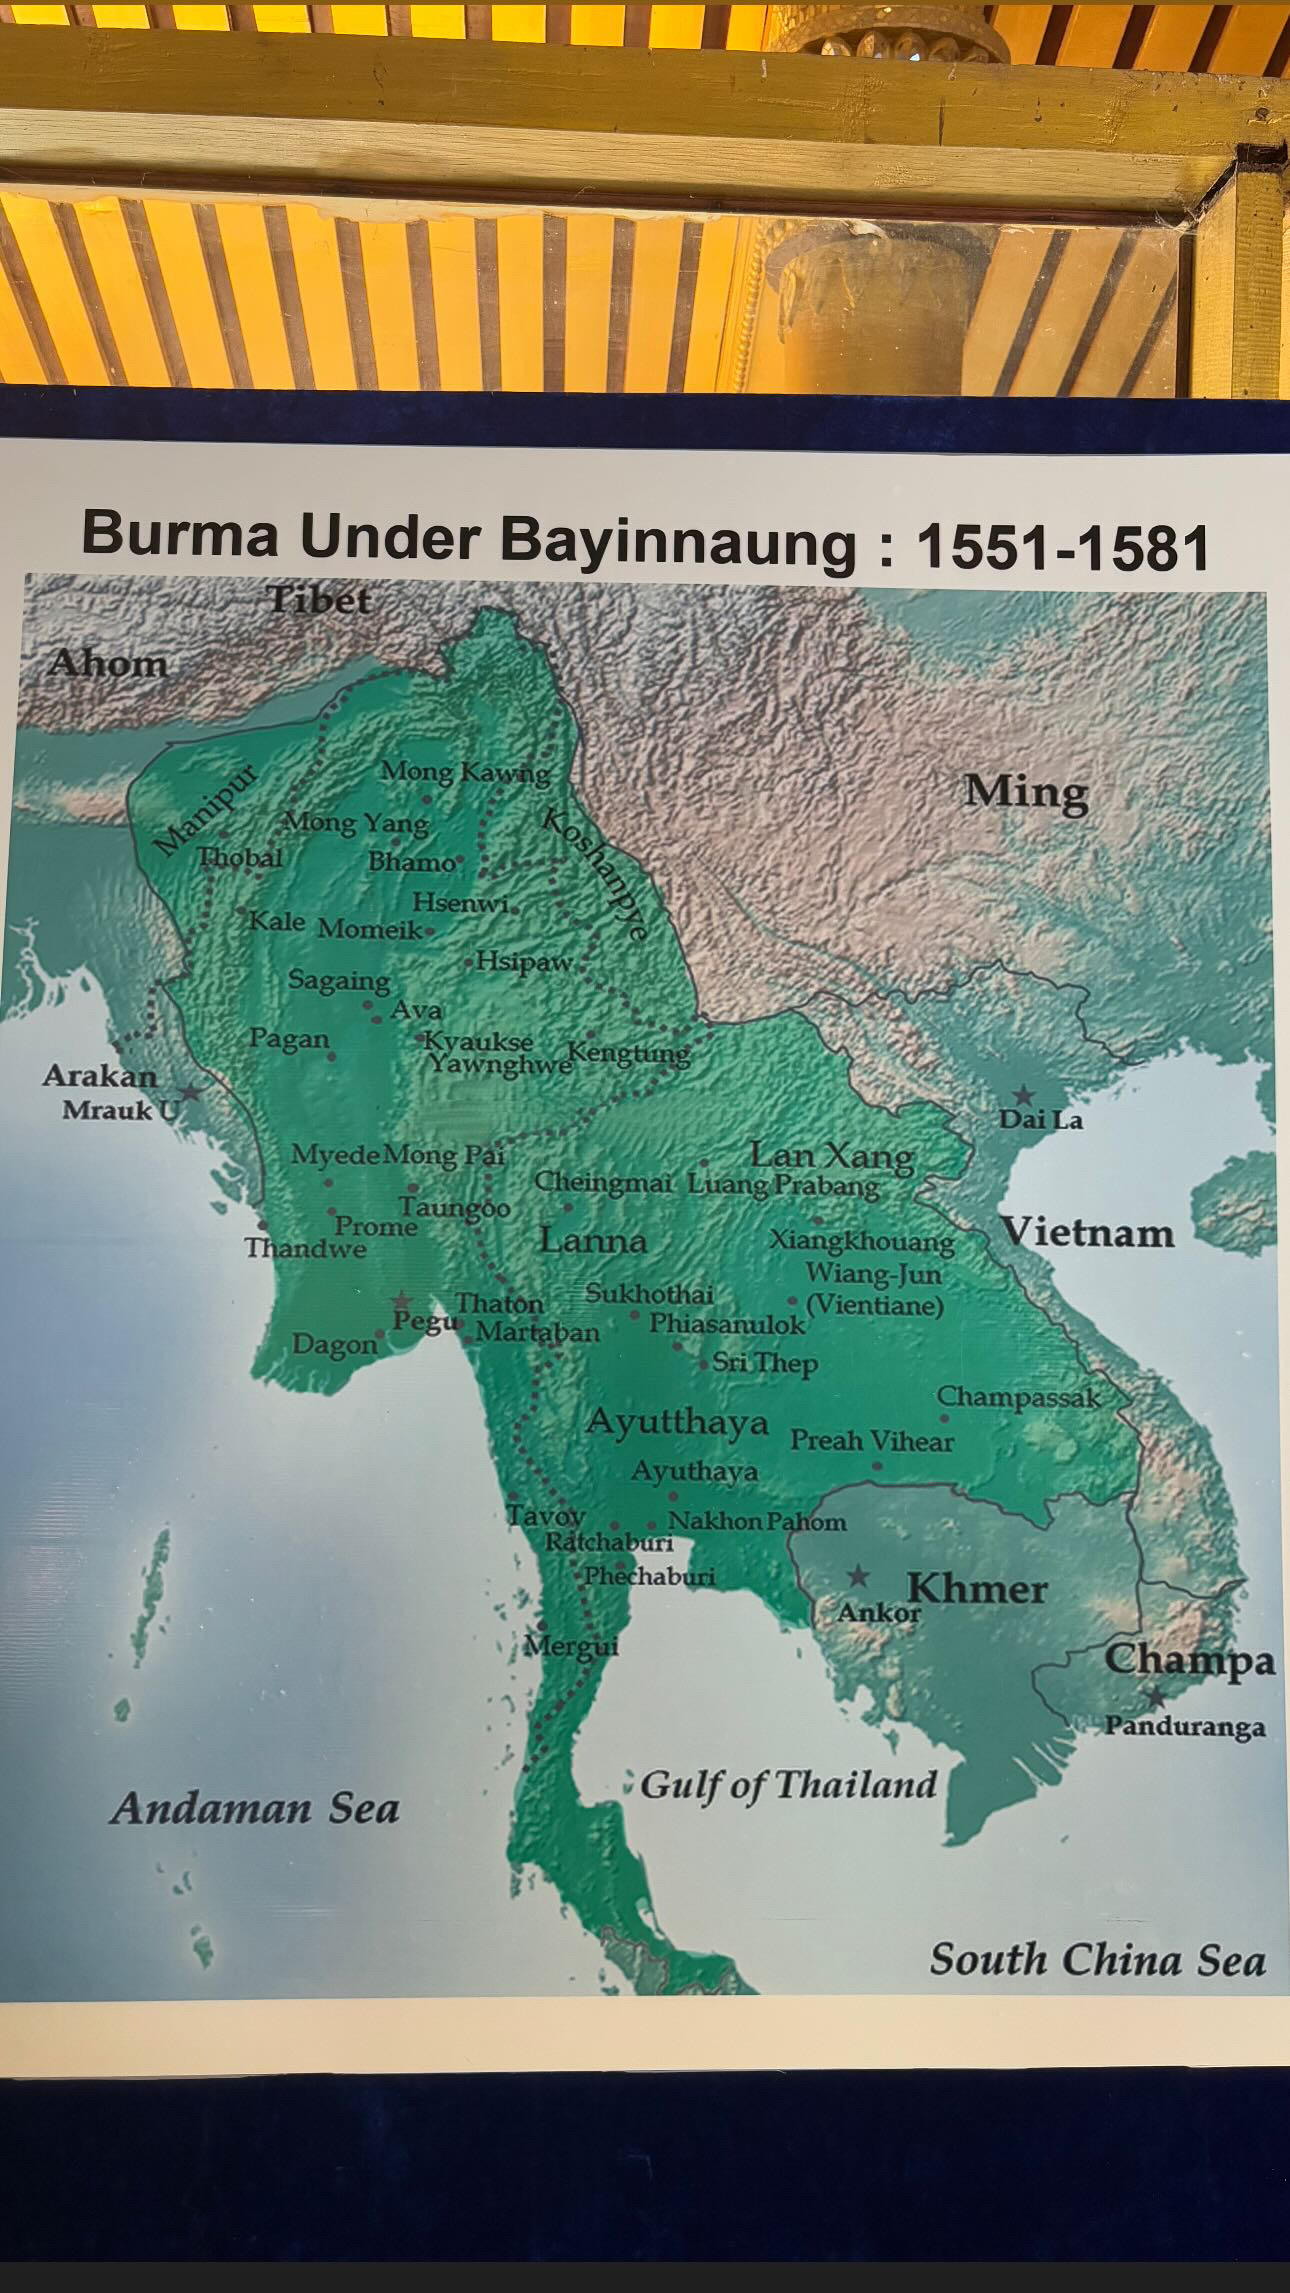 Burma Under Bayinnaung : 1551-1581
Tibet
Ahom
Ming
Mong Kawng
Manipur
Koshanpye
Mong Yang
Thobal
Bhamo
Hsenwi
Kale
Momeik
Hsipaw
Sagaing
Ava
Pagan
Kyaukse
Yawnghwe
Kengtung
Arakan
Mrauk U
Dai La
Myede
Mong Pai
Lan Xang
Cheingmai
Luang Prabang
Taungoo
Prome
Thandwe
Lanna
Xiangkhouang
Vietnam
Wiang-Jun
(Vientiane)
Sukhothai
Thaton
Pegu
Martaban
Phiasanulok
Dagon
Sri Thep
Champassak
Ayutthaya
Preah Vihear
Ayuthaya
Tavoy
Nakhon Pahom
Ratchaburi
Phechaburi
Khmer
Ankor
Mergui
Champa
Panduranga
Gulf of Thailand
Andaman Sea
South China Sea